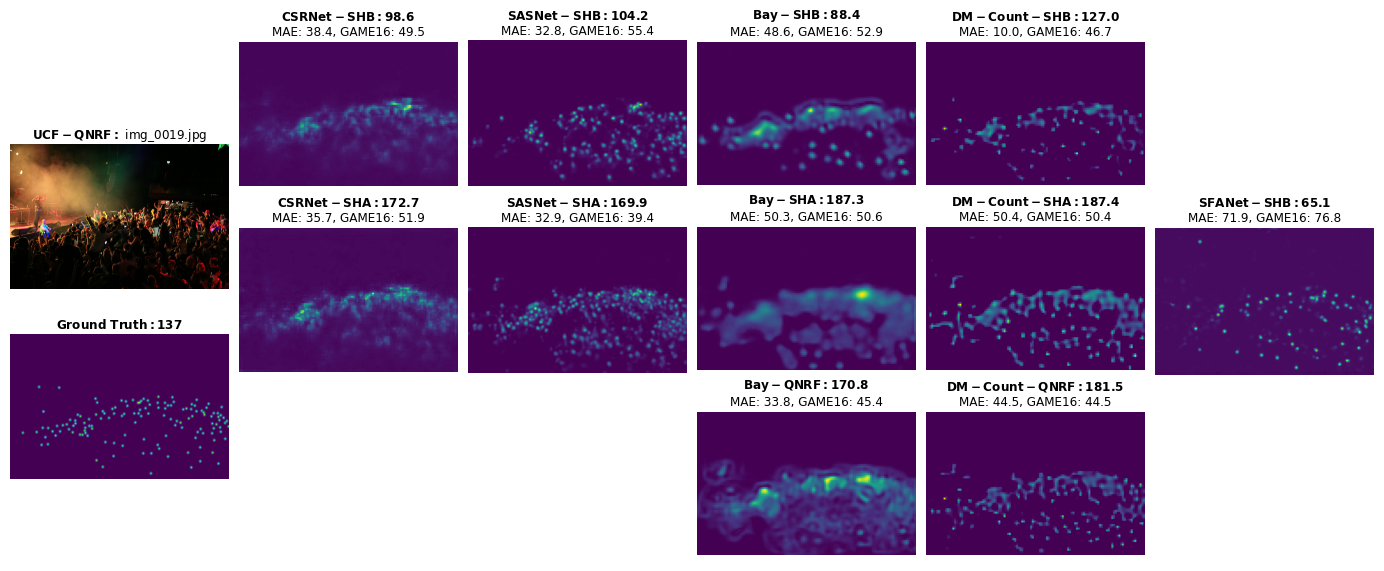 CSRNet − SHB: 98.6
MAE: 38.4, GAME16: 49.5
SASNet − SHB: 104.2
MAE: 32.8, GAME16: 55.4
Bay − SHB: 88.4
MAE: 48.6, GAME16: 52.9
DM − Count − SHB: 127.0
MAE: 10.0, GAME16: 46.7
UCF − QNRF: img_0019.jpg
CSRNet − SHA: 172.7
MAE: 35.7, GAME16: 51.9
SASNet − SHA: 169.9
MAE: 32.9, GAME16: 39.4
Bay − SHA: 187.3
MAE: 50.3, GAME16: 50.6
DM − Count − SHA: 187.4
MAE: 50.4, GAME16: 50.4
SFANet − SHB: 65.1
MAE: 71.9, GAME16: 76.8
Ground Truth: 137
Bay − QNRF: 170.8
MAE: 33.8, GAME16: 45.4
DM − Count − QNRF: 181.5
MAE: 44.5, GAME16: 44.5